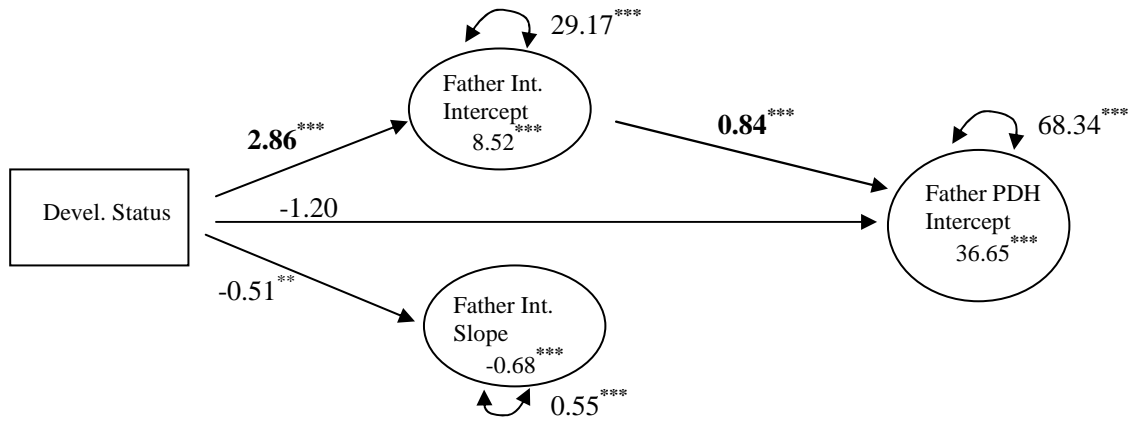 29.17***
Father Int.
Intercept
8.52***
2.86***
0.84***
68.34***
Devel. Status
-1.20
Father PDH
Intercept
36.65***
-0.51**
Father Int.
Slope
-0.68***
0.55***